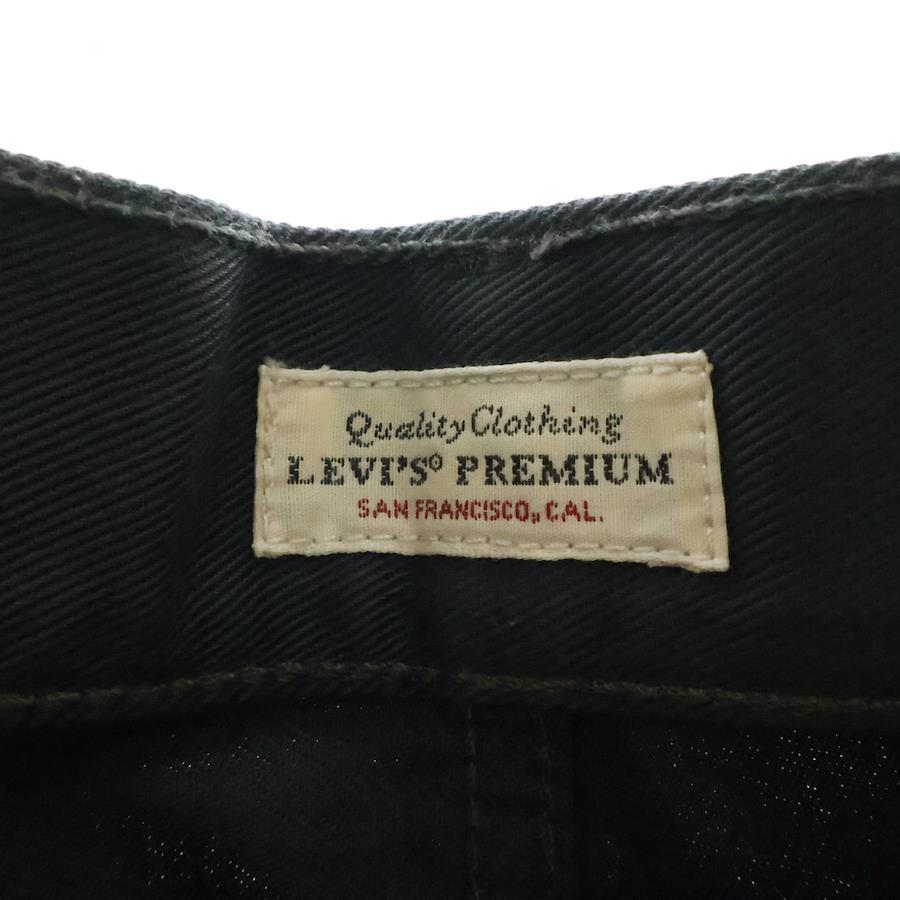 Quality Clothing
LEVI'S® PREMIUM
SAN FRANCISCO, CAL.